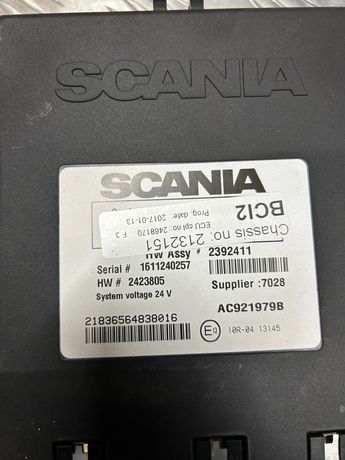 SCANIA
SCANIA
BCI2
Chassis no: 2132151
ECU cpl no: 2468170 F3
Prog. date: 2017-01-13
HW Assy # 2392411
Serial # 1611240257
HW # 2423805
Supplier :7028
System voltage 24 V
AC921979B
21836564838016
E13
10R-04 13145